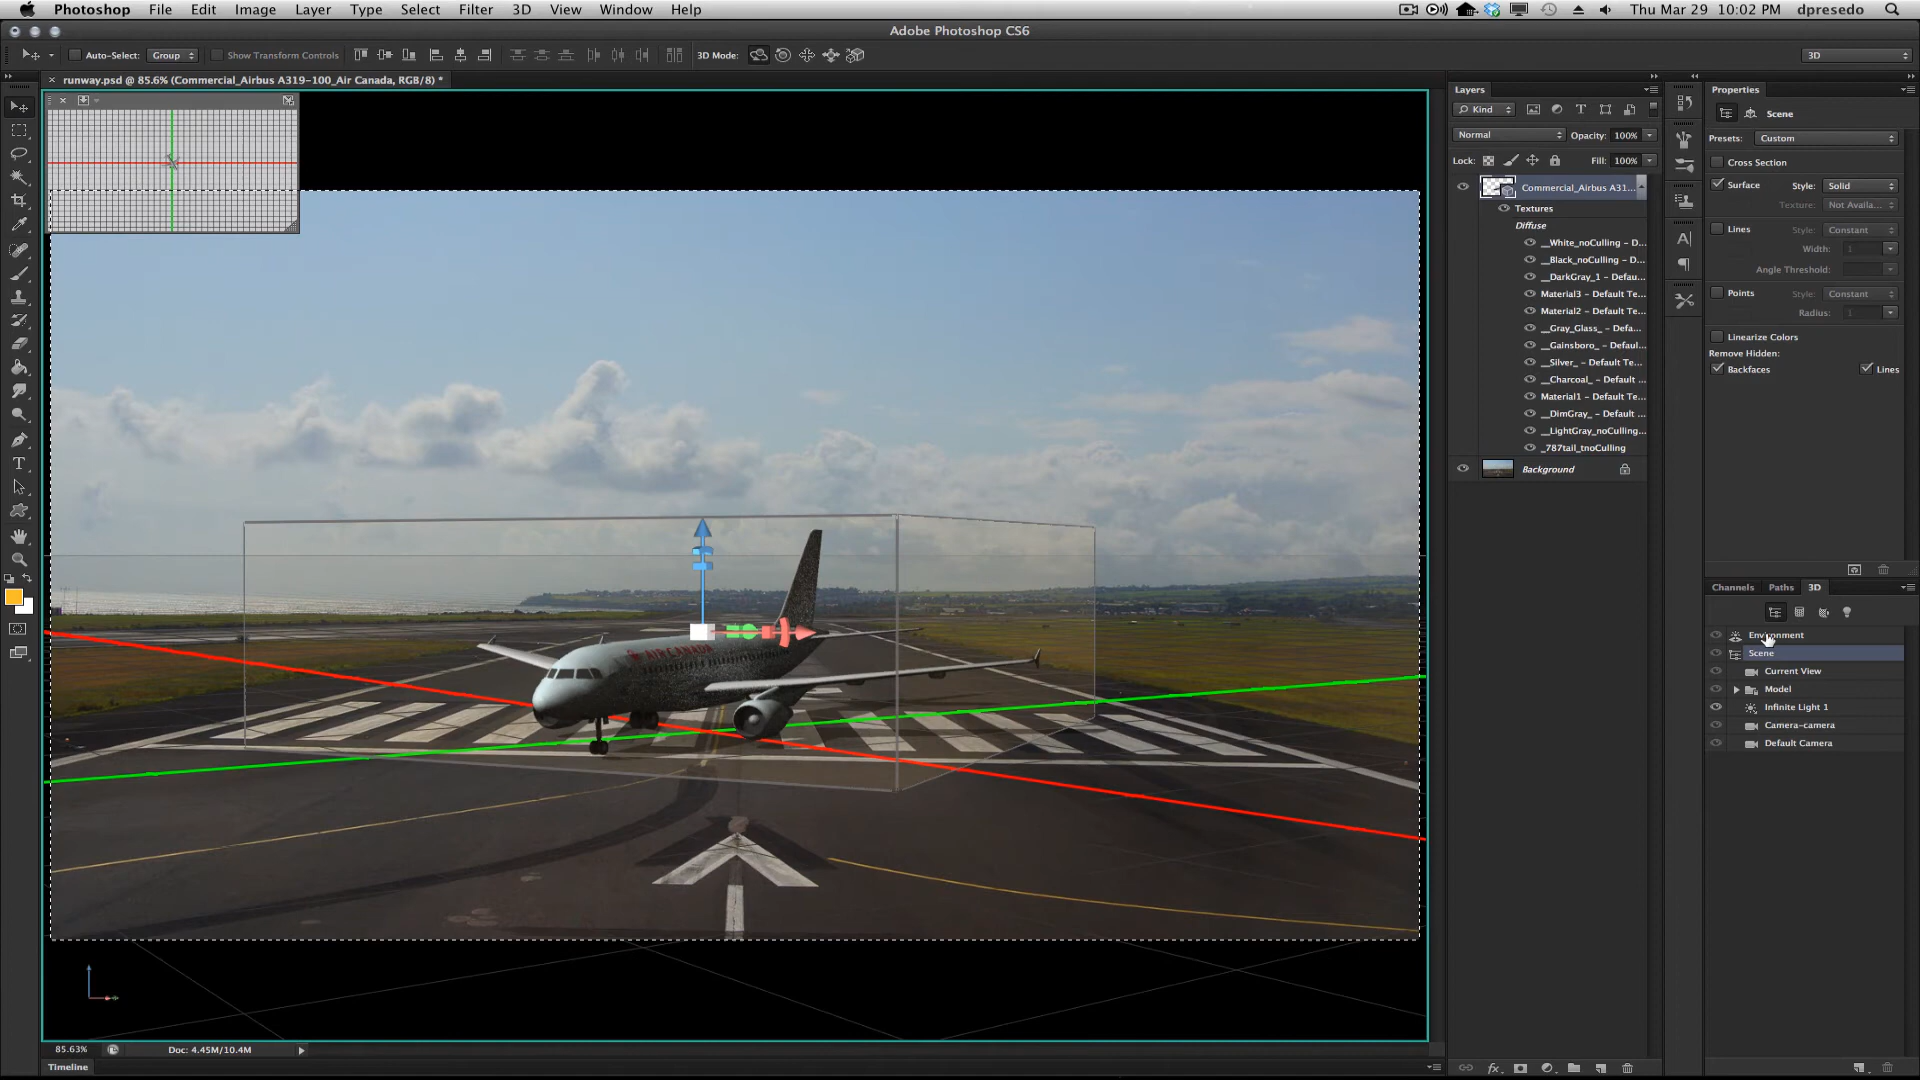 Photoshop File Edit Image Layer Type Select Filter 3D View Window Help Thu Mar 29 10:02 PM dpresedo
Adobe Photoshop CS6
Auto-Select: Group Show Transform Controls 3D Mode: 3D
runway.psd @ 85.6% (Commercial_Airbus A319-100_Air Canada, RGB/8) *
Layers
Kind
Normal Opacity: 100%
Lock: Fill: 100%
Commercial_Airbus A31...
Textures
Diffuse
__White_noCulling - D...
__Black_noCulling - D...
__DarkGray_1 - Defau...
Material3 - Default Te...
Material2 - Default Te...
__Gray_Glass_ - Defa...
__Gainsboro_ - Defaul...
__Silver_ - Default Te...
__Charcoal_ - Default ...
Material1 - Default Te...
__DimGray_ - Default ...
__LightGray_noCulling...
_787tail_tnoCulling
Background
Properties
Scene
Presets: Custom
Cross Section
Surface Style: Solid
Texture: Not Availa...
Lines Style: Constant
Width: 1
Angle Threshold:
Points Style: Constant
Radius: 1
Linearize Colors
Remove Hidden:
Backfaces Lines
Channels Paths 3D
Environment
Scene
Current View
Model
Infinite Light 1
Camera-camera
Default Camera
AIR CANADA
85.63% Doc: 4.45M/10.4M
Timeline